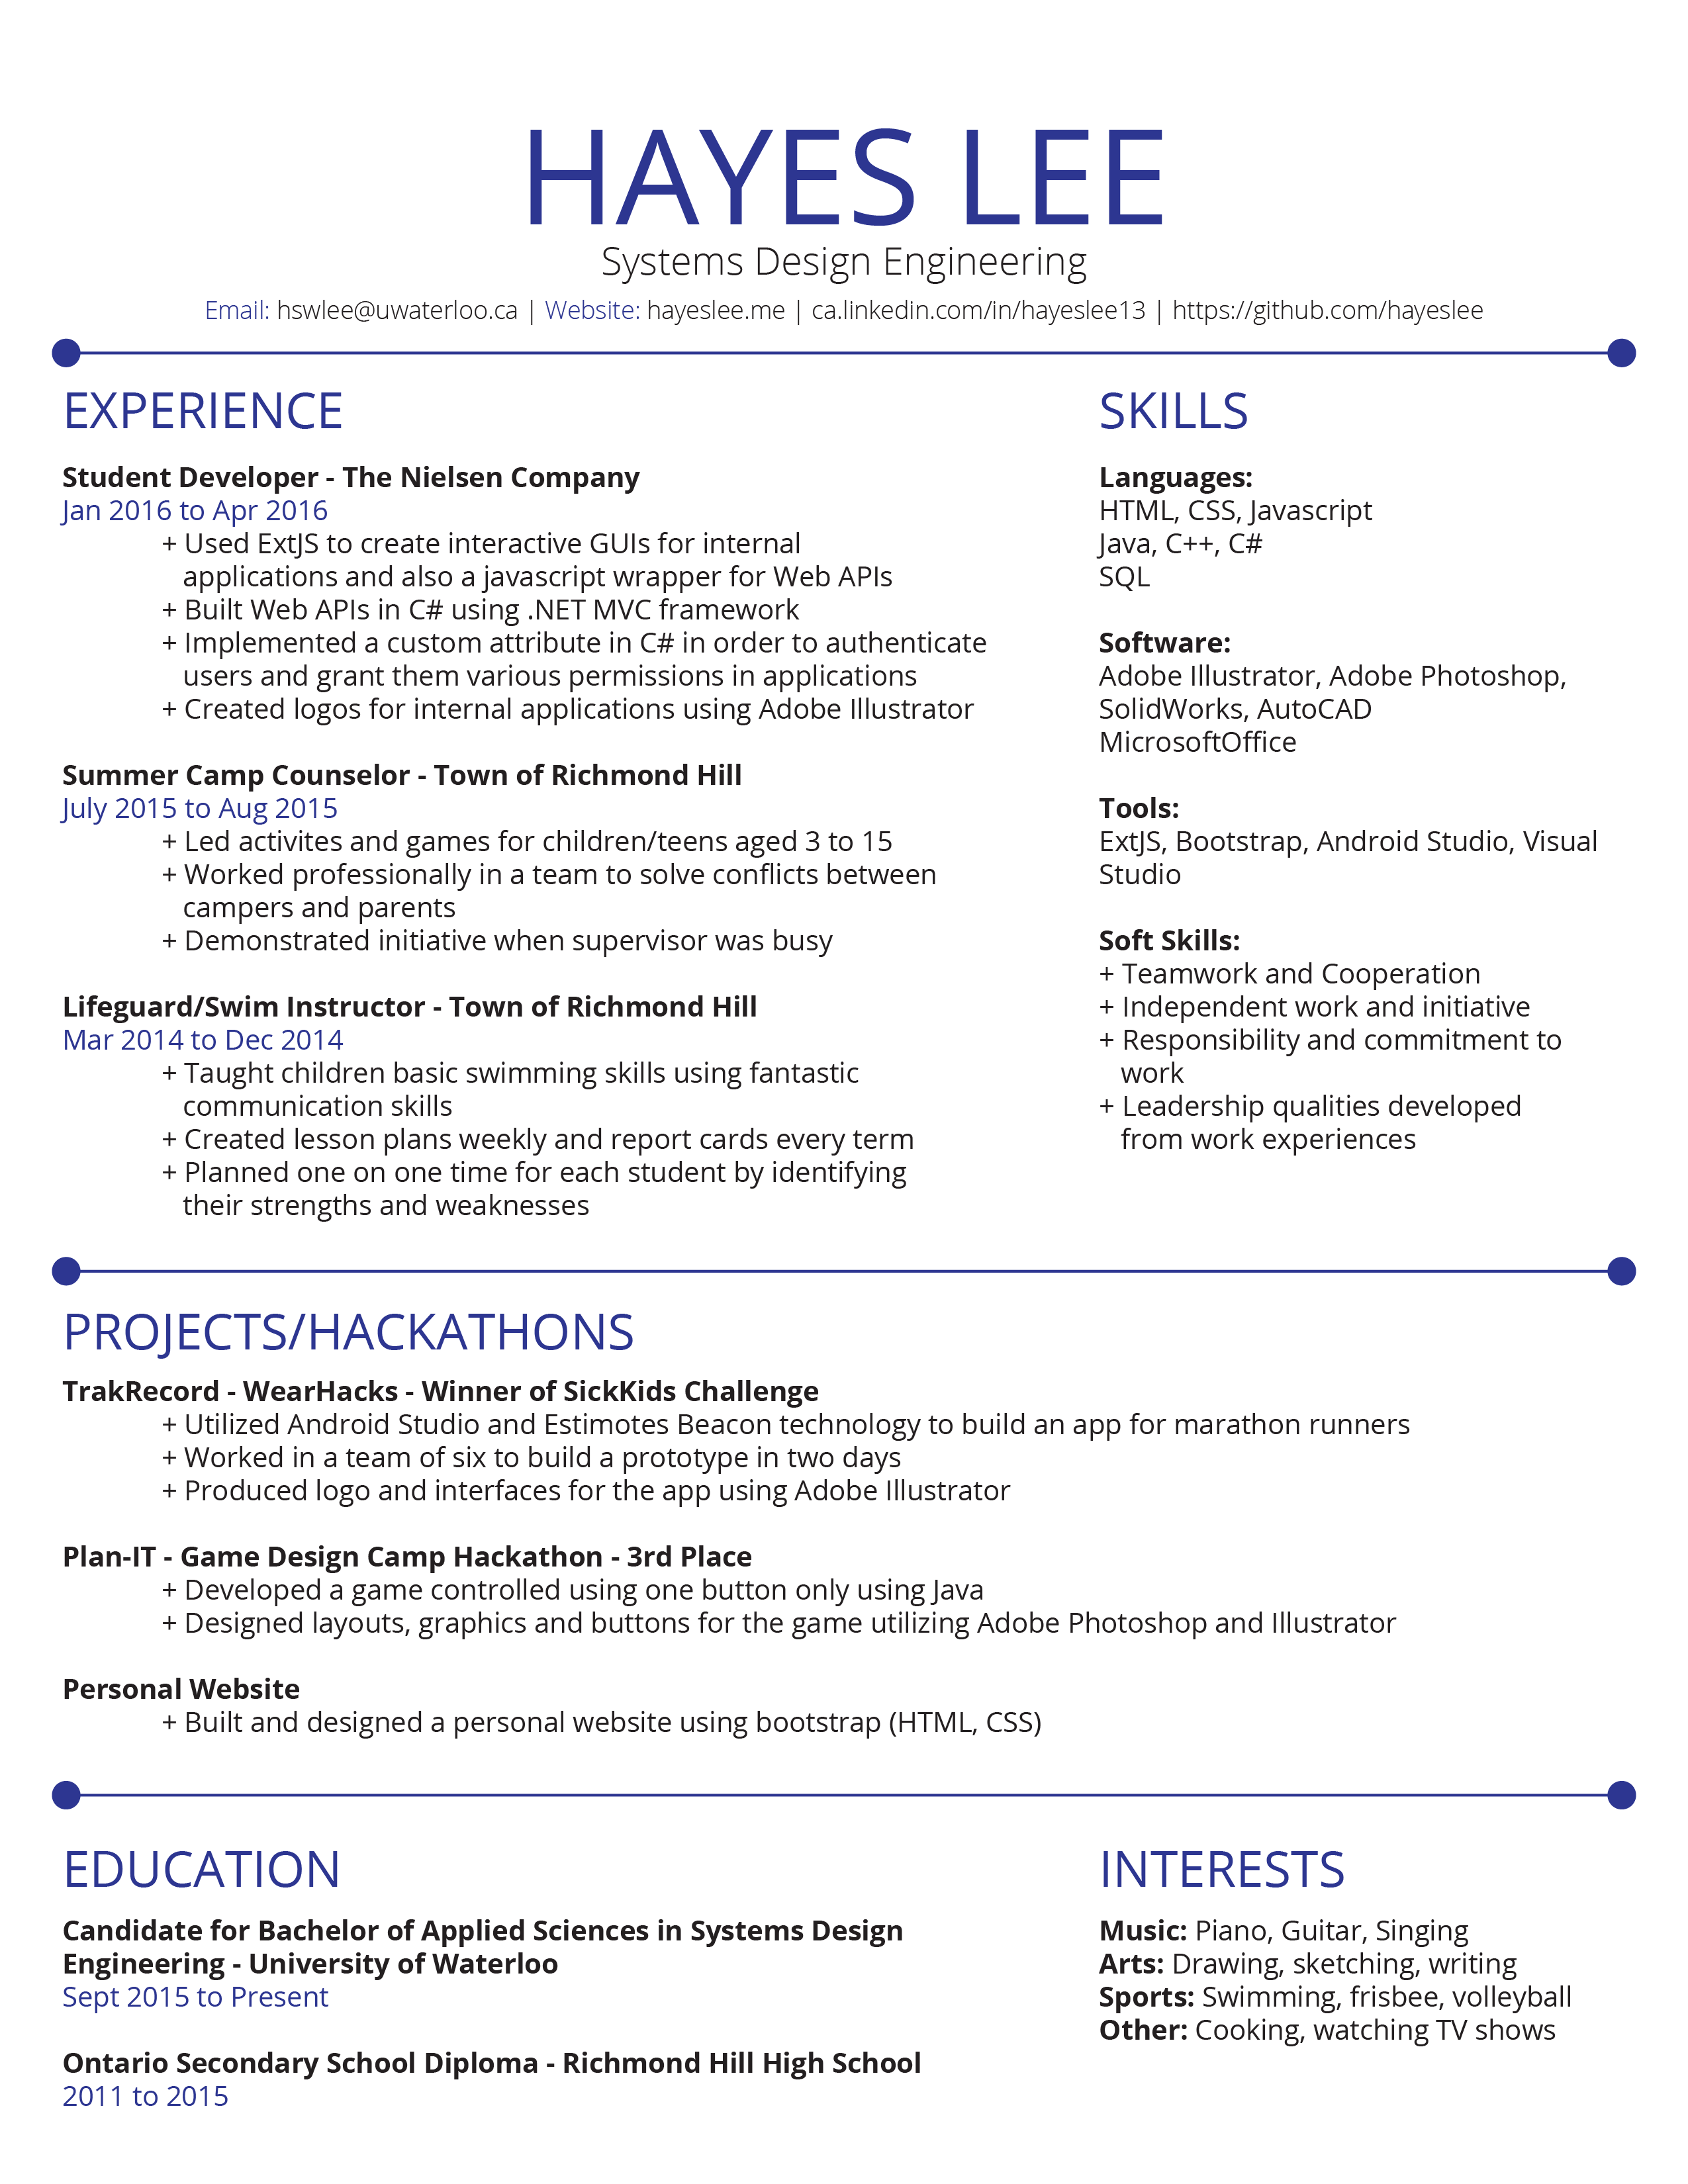 HAYES LEE
Systems Design Engineering
Email: hswlee@uwaterloo.ca | Website: hayeslee.me | ca.linkedin.com/in/hayeslee13 | https://github.com/hayeslee
EXPERIENCE
Student Developer - The Nielsen Company
Jan 2016 to Apr 2016
+ Used ExtJS to create interactive GUIs for internal
applications and also a javascript wrapper for Web APIs
+ Built Web APIs in C# using .NET MVC framework
+ Implemented a custom attribute in C# in order to authenticate
users and grant them various permissions in applications
+ Created logos for internal applications using Adobe Illustrator
Summer Camp Counselor - Town of Richmond Hill
July 2015 to Aug 2015
+ Led activites and games for children/teens aged 3 to 15
+ Worked professionally in a team to solve conflicts between
campers and parents
+ Demonstrated initiative when supervisor was busy
Lifeguard/Swim Instructor - Town of Richmond Hill
Mar 2014 to Dec 2014
+ Taught children basic swimming skills using fantastic
communication skills
+ Created lesson plans weekly and report cards every term
+ Planned one on one time for each student by identifying
their strengths and weaknesses
SKILLS
Languages:
HTML, CSS, Javascript
Java, C++, C#
SQL
Software:
Adobe Illustrator, Adobe Photoshop,
SolidWorks, AutoCAD
MicrosoftOffice
Tools:
ExtJS, Bootstrap, Android Studio, Visual
Studio
Soft Skills:
+ Teamwork and Cooperation
+ Independent work and initiative
+ Responsibility and commitment to
work
+ Leadership qualities developed
from work experiences
PROJECTS/HACKATHONS
TrakRecord - WearHacks - Winner of SickKids Challenge
+ Utilized Android Studio and Estimotes Beacon technology to build an app for marathon runners
+ Worked in a team of six to build a prototype in two days
+ Produced logo and interfaces for the app using Adobe Illustrator
Plan-IT - Game Design Camp Hackathon - 3rd Place
+ Developed a game controlled using one button only using Java
+ Designed layouts, graphics and buttons for the game utilizing Adobe Photoshop and Illustrator
Personal Website
+ Built and designed a personal website using bootstrap (HTML, CSS)
EDUCATION
Candidate for Bachelor of Applied Sciences in Systems Design
Engineering - University of Waterloo
Sept 2015 to Present
Ontario Secondary School Diploma - Richmond Hill High School
2011 to 2015
INTERESTS
Music: Piano, Guitar, Singing
Arts: Drawing, sketching, writing
Sports: Swimming, frisbee, volleyball
Other: Cooking, watching TV shows